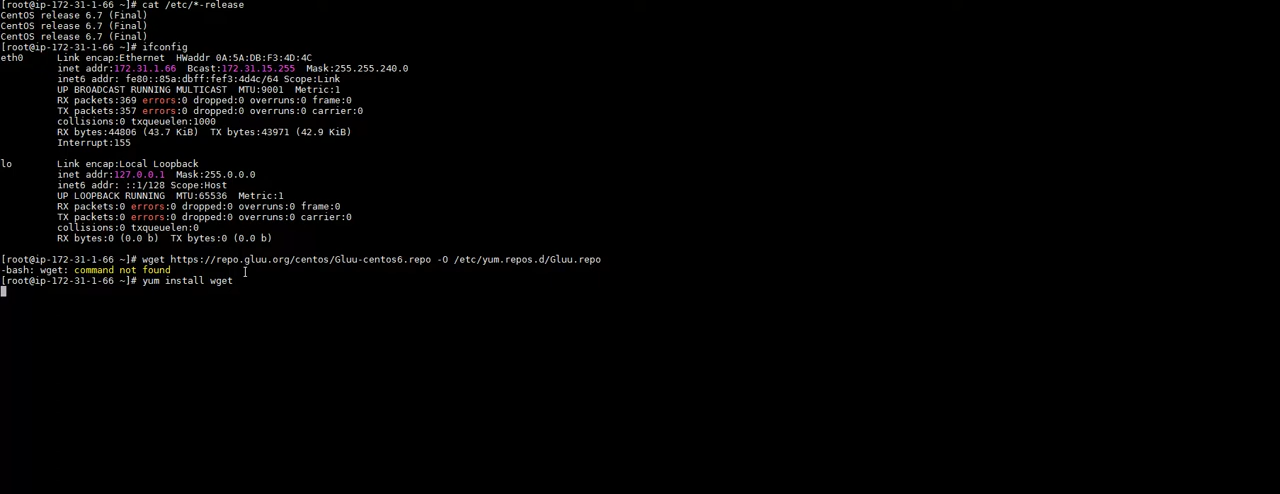 [root@ip-172-31-1-66 ~]# cat /etc/*-release
CentOS release 6.7 (Final)
CentOS release 6.7 (Final)
CentOS release 6.7 (Final)
[root@ip-172-31-1-66 ~]# ifconfig
eth0      Link encap:Ethernet  HWaddr 0A:5A:DB:F3:4D:4C
          inet addr:172.31.1.66  Bcast:172.31.15.255  Mask:255.255.240.0
          inet6 addr: fe80::85a:dbff:fef3:4d4c/64 Scope:Link
          UP BROADCAST RUNNING MULTICAST  MTU:9001  Metric:1
          RX packets:369 errors:0 dropped:0 overruns:0 frame:0
          TX packets:357 errors:0 dropped:0 overruns:0 carrier:0
          collisions:0 txqueuelen:1000
          RX bytes:44806 (43.7 KiB)  TX bytes:43971 (42.9 KiB)
          Interrupt:155
lo        Link encap:Local Loopback
          inet addr:127.0.0.1  Mask:255.0.0.0
          inet6 addr: ::1/128 Scope:Host
          UP LOOPBACK RUNNING  MTU:65536  Metric:1
          RX packets:0 errors:0 dropped:0 overruns:0 frame:0
          TX packets:0 errors:0 dropped:0 overruns:0 carrier:0
          collisions:0 txqueuelen:0
          RX bytes:0 (0.0 b)  TX bytes:0 (0.0 b)
[root@ip-172-31-1-66 ~]# wget https://repo.gluu.org/centos/Gluu-centos6.repo -O /etc/yum.repos.d/Gluu.repo
-bash: wget: command not found
[root@ip-172-31-1-66 ~]# yum install wget